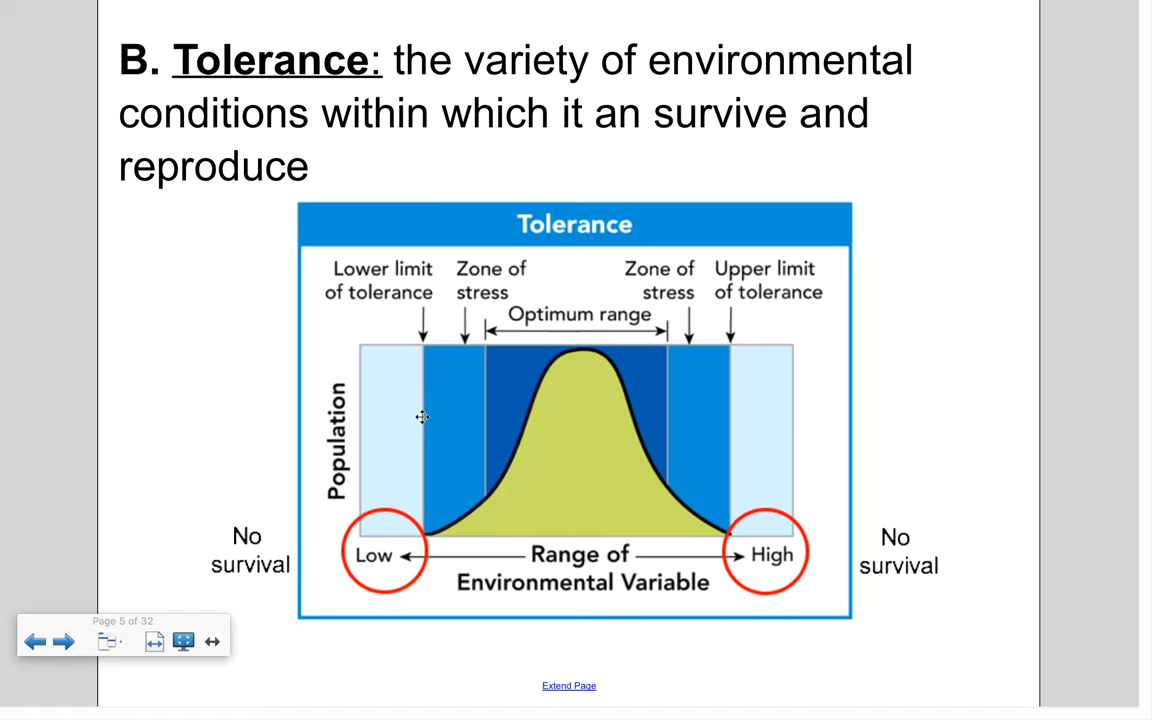 B. Tolerance: the variety of environmental
conditions within which it an survive and
reproduce
Tolerance
Lower limit
of tolerance
Zone of
stress
Optimum range
Zone of
stress
Upper limit
of tolerance
Population
No
survival
Low
Range of
Environmental Variable
High
No
survival
Page 5 of 32
Extend Page